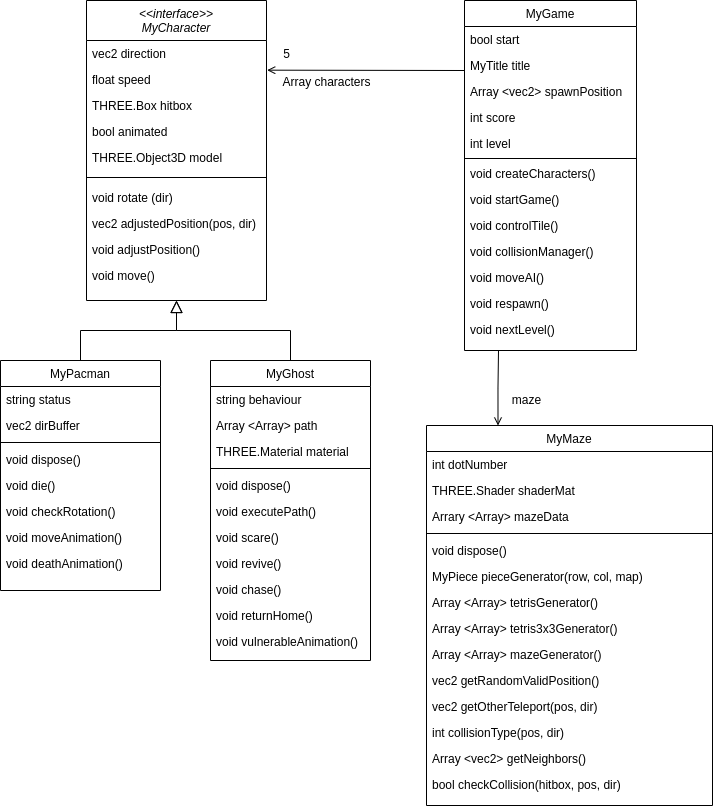 <<interface>>
MyCharacter
vec2 direction
float speed
THREE.Box hitbox
bool animated
THREE.Object3D model
void rotate (dir)
vec2 adjustedPosition(pos, dir)
void adjustPosition()
void move()
5
Array characters
MyGame
bool start
MyTitle title
Array <vec2> spawnPosition
int score
int level
void createCharacters()
void startGame()
void controlTile()
void collisionManager()
void moveAI()
void respawn()
void nextLevel()
MyPacman
string status
vec2 dirBuffer
void dispose()
void die()
void checkRotation()
void moveAnimation()
void deathAnimation()
MyGhost
string behaviour
Array <Array> path
THREE.Material material
void dispose()
void executePath()
void scare()
void revive()
void chase()
void returnHome()
void vulnerableAnimation()
maze
MyMaze
int dotNumber
THREE.Shader shaderMat
Arrary <Array> mazeData
void dispose()
MyPiece pieceGenerator(row, col, map)
Array <Array> tetrisGenerator()
Array <Array> tetris3x3Generator()
Array <Array> mazeGenerator()
vec2 getRandomValidPosition()
vec2 getOtherTeleport(pos, dir)
int collisionType(pos, dir)
Array <vec2> getNeighbors()
bool checkCollision(hitbox, pos, dir)